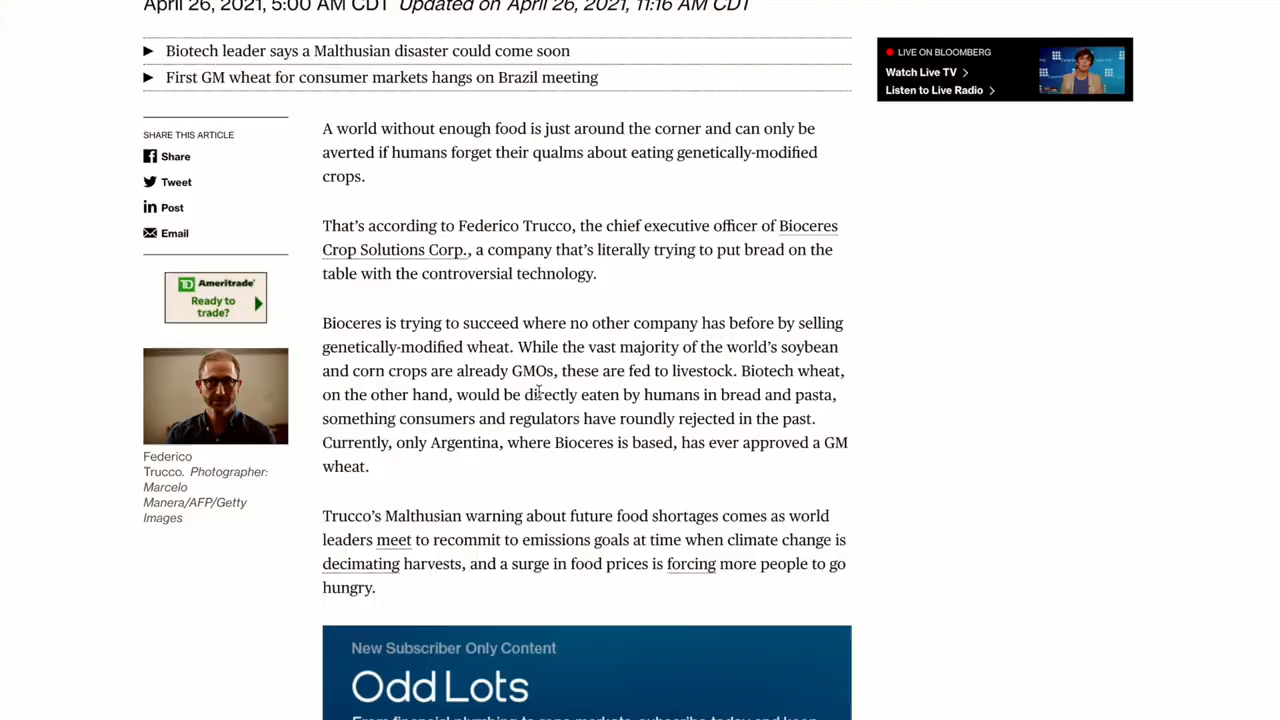 April 26, 2021, 5:00 AM CDT Updated on April 26, 2021, 11:16 AM CDT
▶ Biotech leader says a Malthusian disaster could come soon
▶ First GM wheat for consumer markets hangs on Brazil meeting
LIVE ON BLOOMBERG
Watch Live TV >
Listen to Live Radio >
SHARE THIS ARTICLE
Share
Tweet
Post
Email
TD Ameritrade
Ready to
trade?
Federico
Trucco. Photographer:
Marcelo
Manera/AFP/Getty
Images
A world without enough food is just around the corner and can only be
averted if humans forget their qualms about eating genetically-modified
crops.
That's according to Federico Trucco, the chief executive officer of Bioceres
Crop Solutions Corp., a company that's literally trying to put bread on the
table with the controversial technology.
Bioceres is trying to succeed where no other company has before by selling
genetically-modified wheat. While the vast majority of the world's soybean
and corn crops are already GMOs, these are fed to livestock. Biotech wheat,
on the other hand, would be directly eaten by humans in bread and pasta,
something consumers and regulators have roundly rejected in the past.
Currently, only Argentina, where Bioceres is based, has ever approved a GM
wheat.
Trucco's Malthusian warning about future food shortages comes as world
leaders meet to recommit to emissions goals at time when climate change is
decimating harvests, and a surge in food prices is forcing more people to go
hungry.
New Subscriber Only Content
Odd Lots
From financial plumbing to repo markets, subscribe today and keep